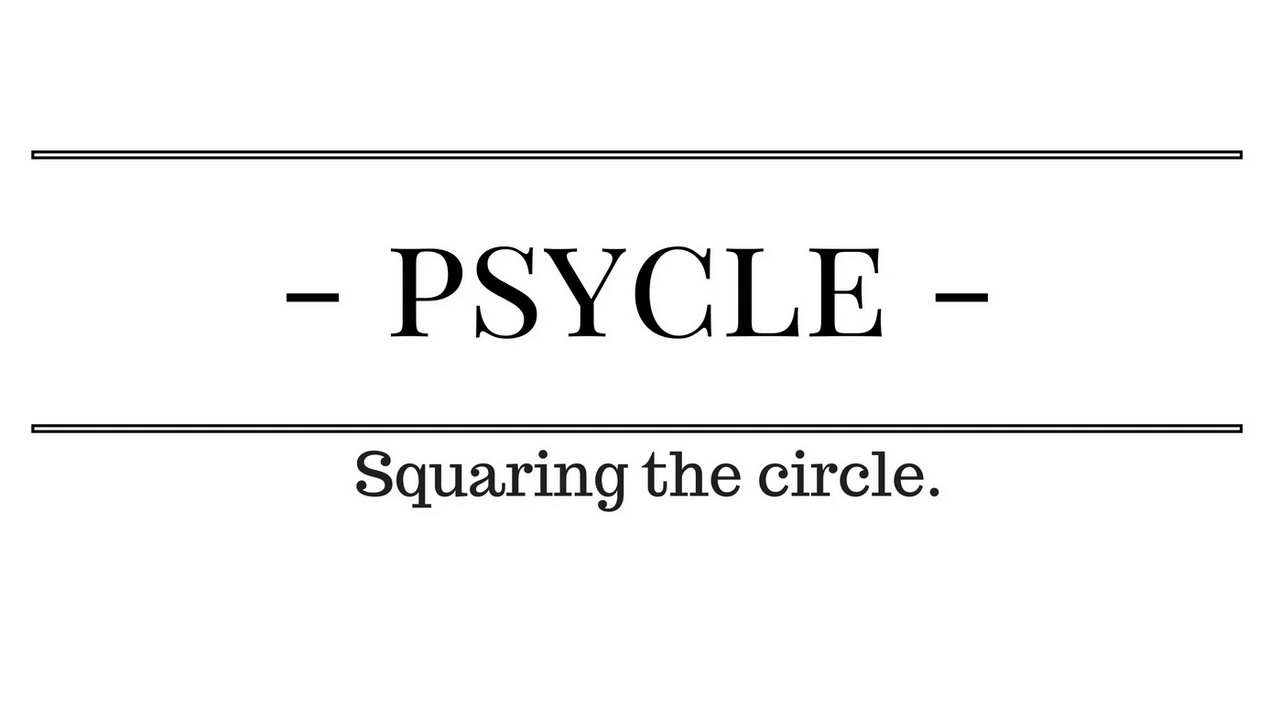 – PSYCLE –
Squaring the circle.